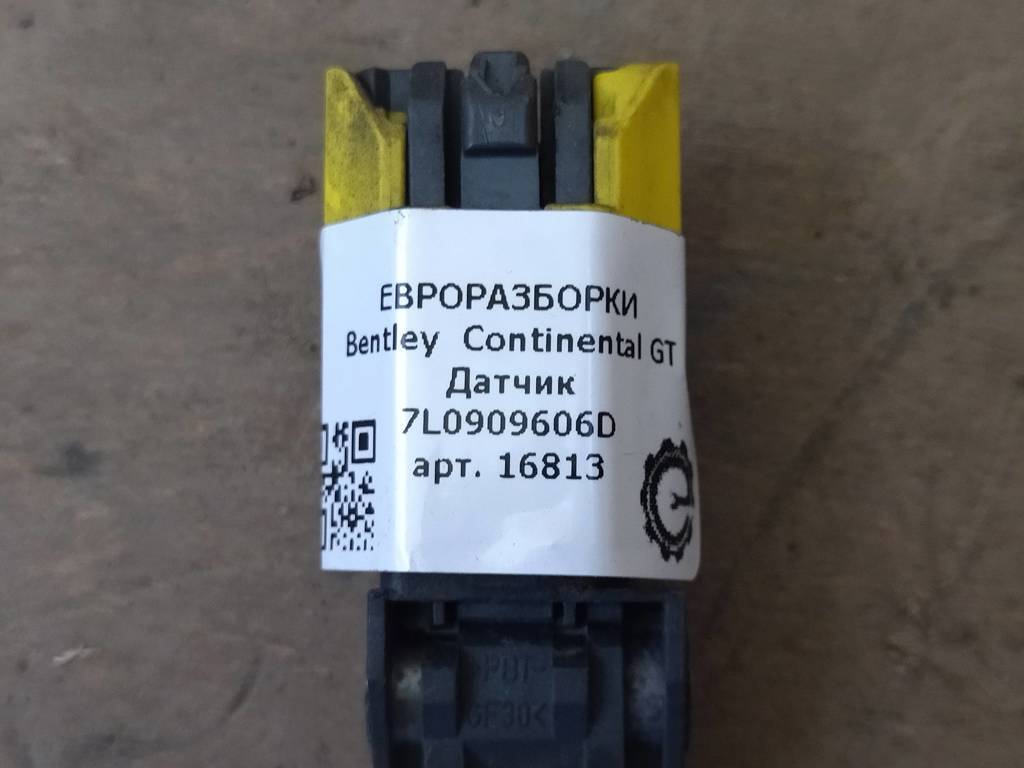 ЕВРОРАЗБОРКИ
Bentley Continental GT
Датчик
7L0909606D
арт. 16813
>PBT-
GF30<